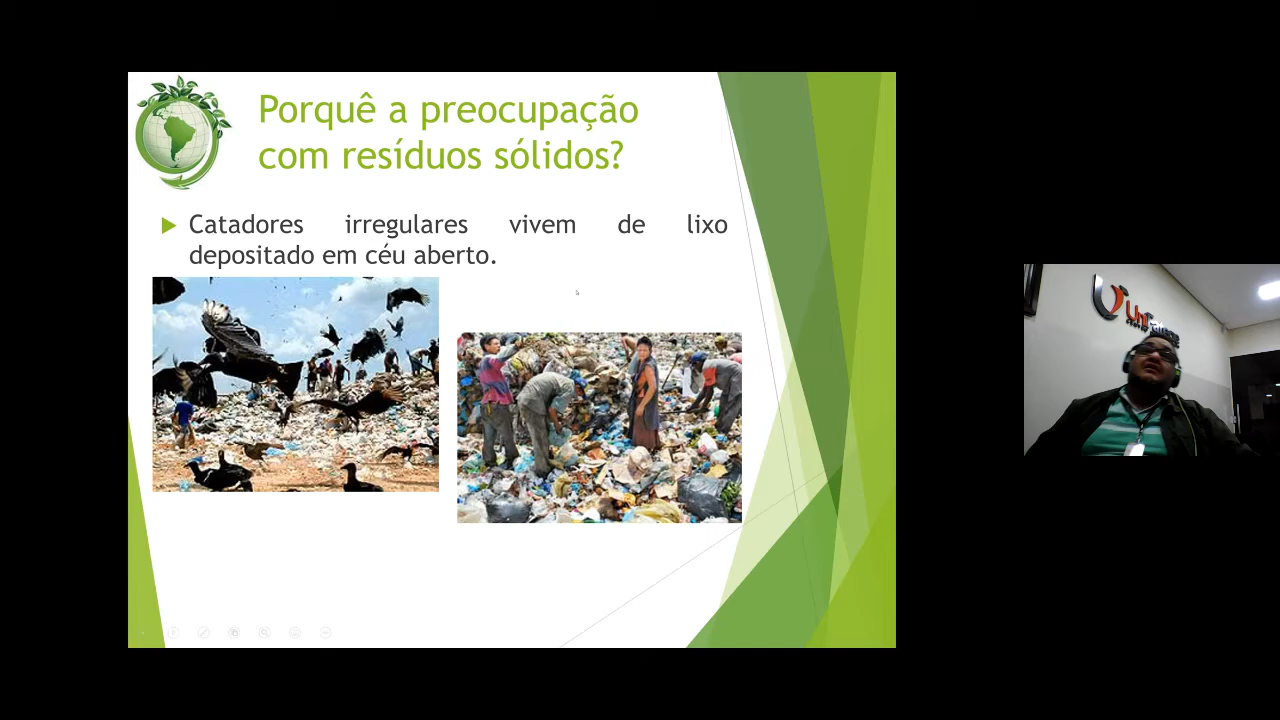 Porquê a preocupação
com resíduos sólidos?
Catadores irregulares vivem de lixo
depositado em céu aberto.